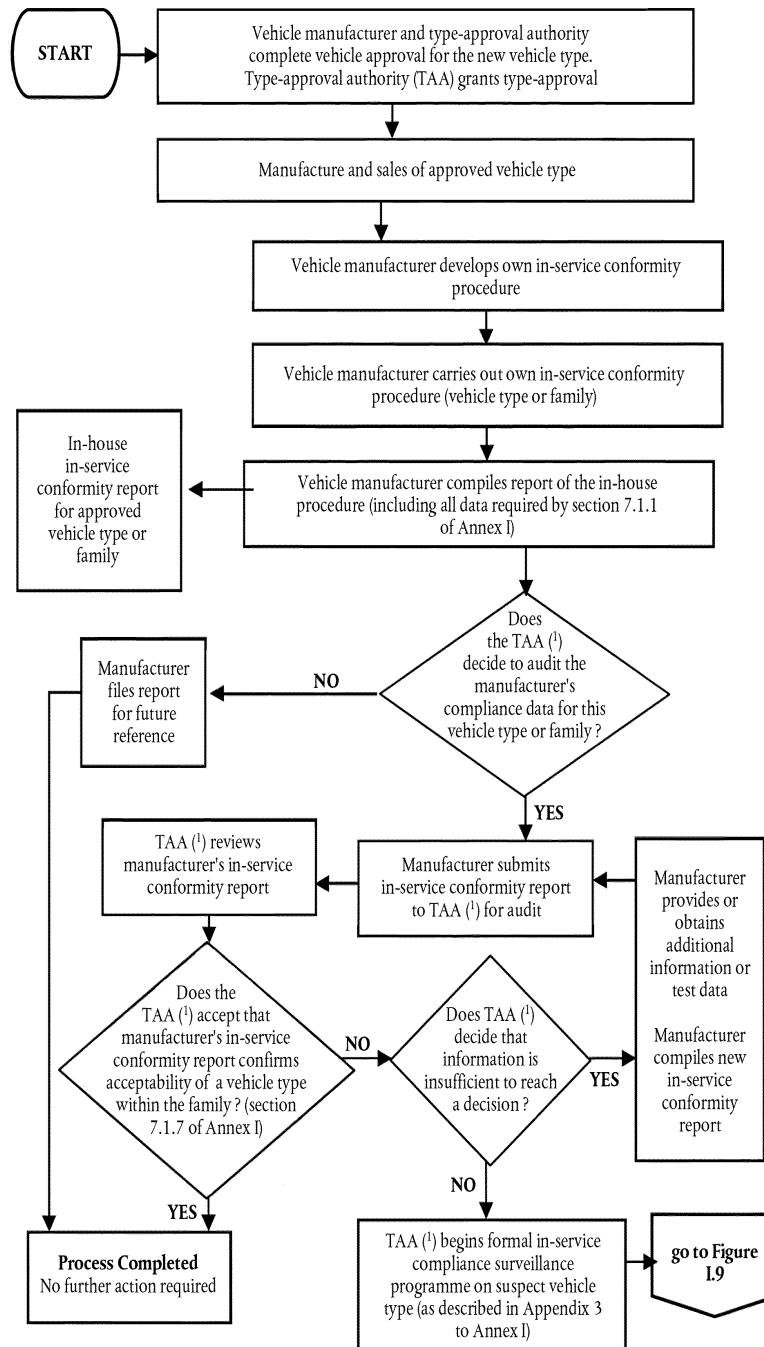 START
Vehicle manufacturer and type-approval authority
complete vehicle approval for the new vehicle type.
Type-approval authority (TAA) grants type-approval
Manufacture and sales of approved vehicle type
Vehicle manufacturer develops own in-service conformity
procedure
Vehicle manufacturer carries out own in-service conformity
procedure (vehicle type or family)
In-house
in-service
conformity report
for approved
vehicle type or
family
Vehicle manufacturer compiles report of the in-house
procedure (including all data required by section 7.1.1
of Annex I)
Does
the TAA (¹)
decide to audit the
manufacturer's
compliance data for this
vehicle type or family ?
NO
Manufacturer
files report
for future
reference
YES
TAA (¹) reviews
manufacturer's in-service
conformity report
Manufacturer submits
in-service conformity report
to TAA (¹) for audit
Manufacturer
provides or
obtains
additional
information or
test data
Manufacturer
compiles new
in-service
conformity
report
Does the
TAA (¹) accept that
manufacturer's in-service
conformity report confirms
acceptability of a vehicle type
within the family ? (section
7.1.7 of Annex I)
NO
Does TAA (¹)
decide that
information is
insufficient to reach
a decision ?
YES
NO
YES
Process Completed
No further action required
TAA (¹) begins formal in-service
compliance surveillance
programme on suspect vehicle
type (as described in Appendix 3
to Annex I)
go to Figure
I.9